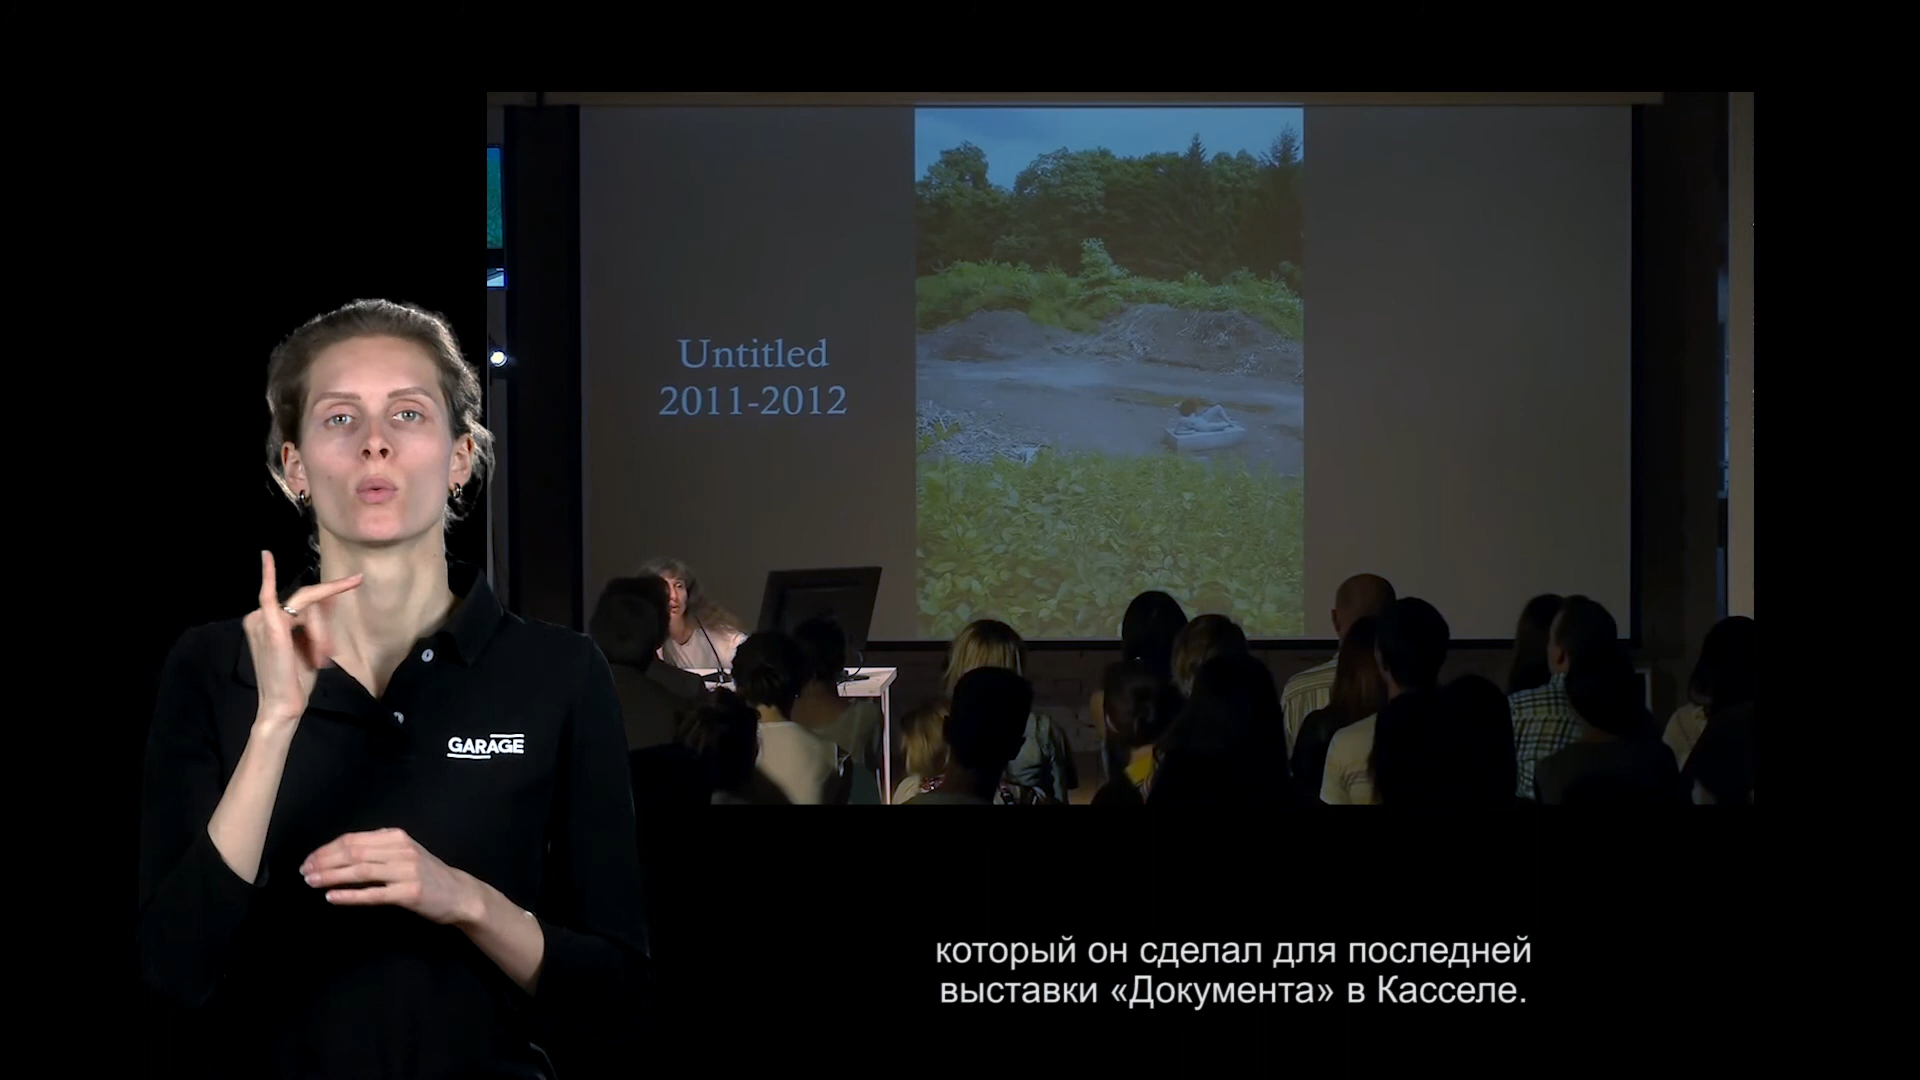 Untitled
2011-2012
GARAGE
который он сделал для последней
выставки «Документа» в Касселе.